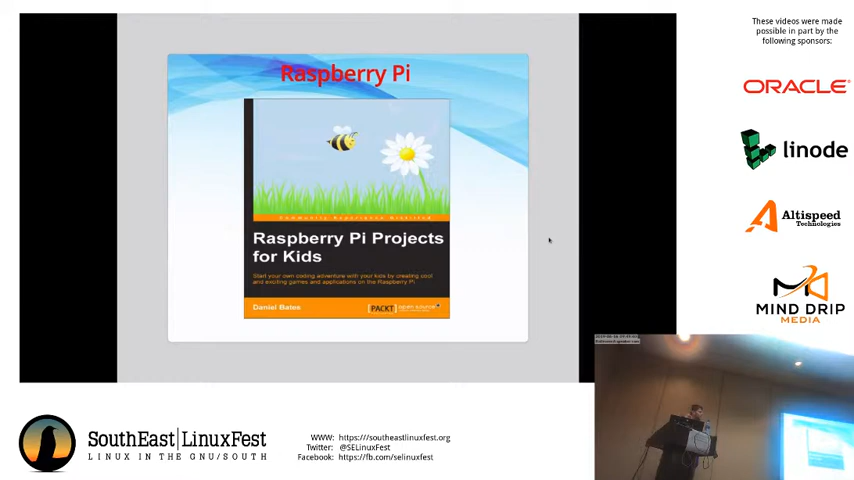 These videos were made
possible in part by the
following sponsors:
ORACLE
linode
Altispeed
Technologies
MIND DRIP
MEDIA
Raspberry Pi
Community Experience Distilled
Raspberry Pi Projects
for Kids
Start your own coding adventure with your kids by creating cool
and exciting games and applications on the Raspberry Pi
Daniel Bates
PACKT
open source
SouthEast LinuxFest
LINUX IN THE GNU/SOUTH
WWW: https:///southeastlinuxfest.org
Twitter: @SELinuxFest
Facebook: https://fb.com/selinuxfest